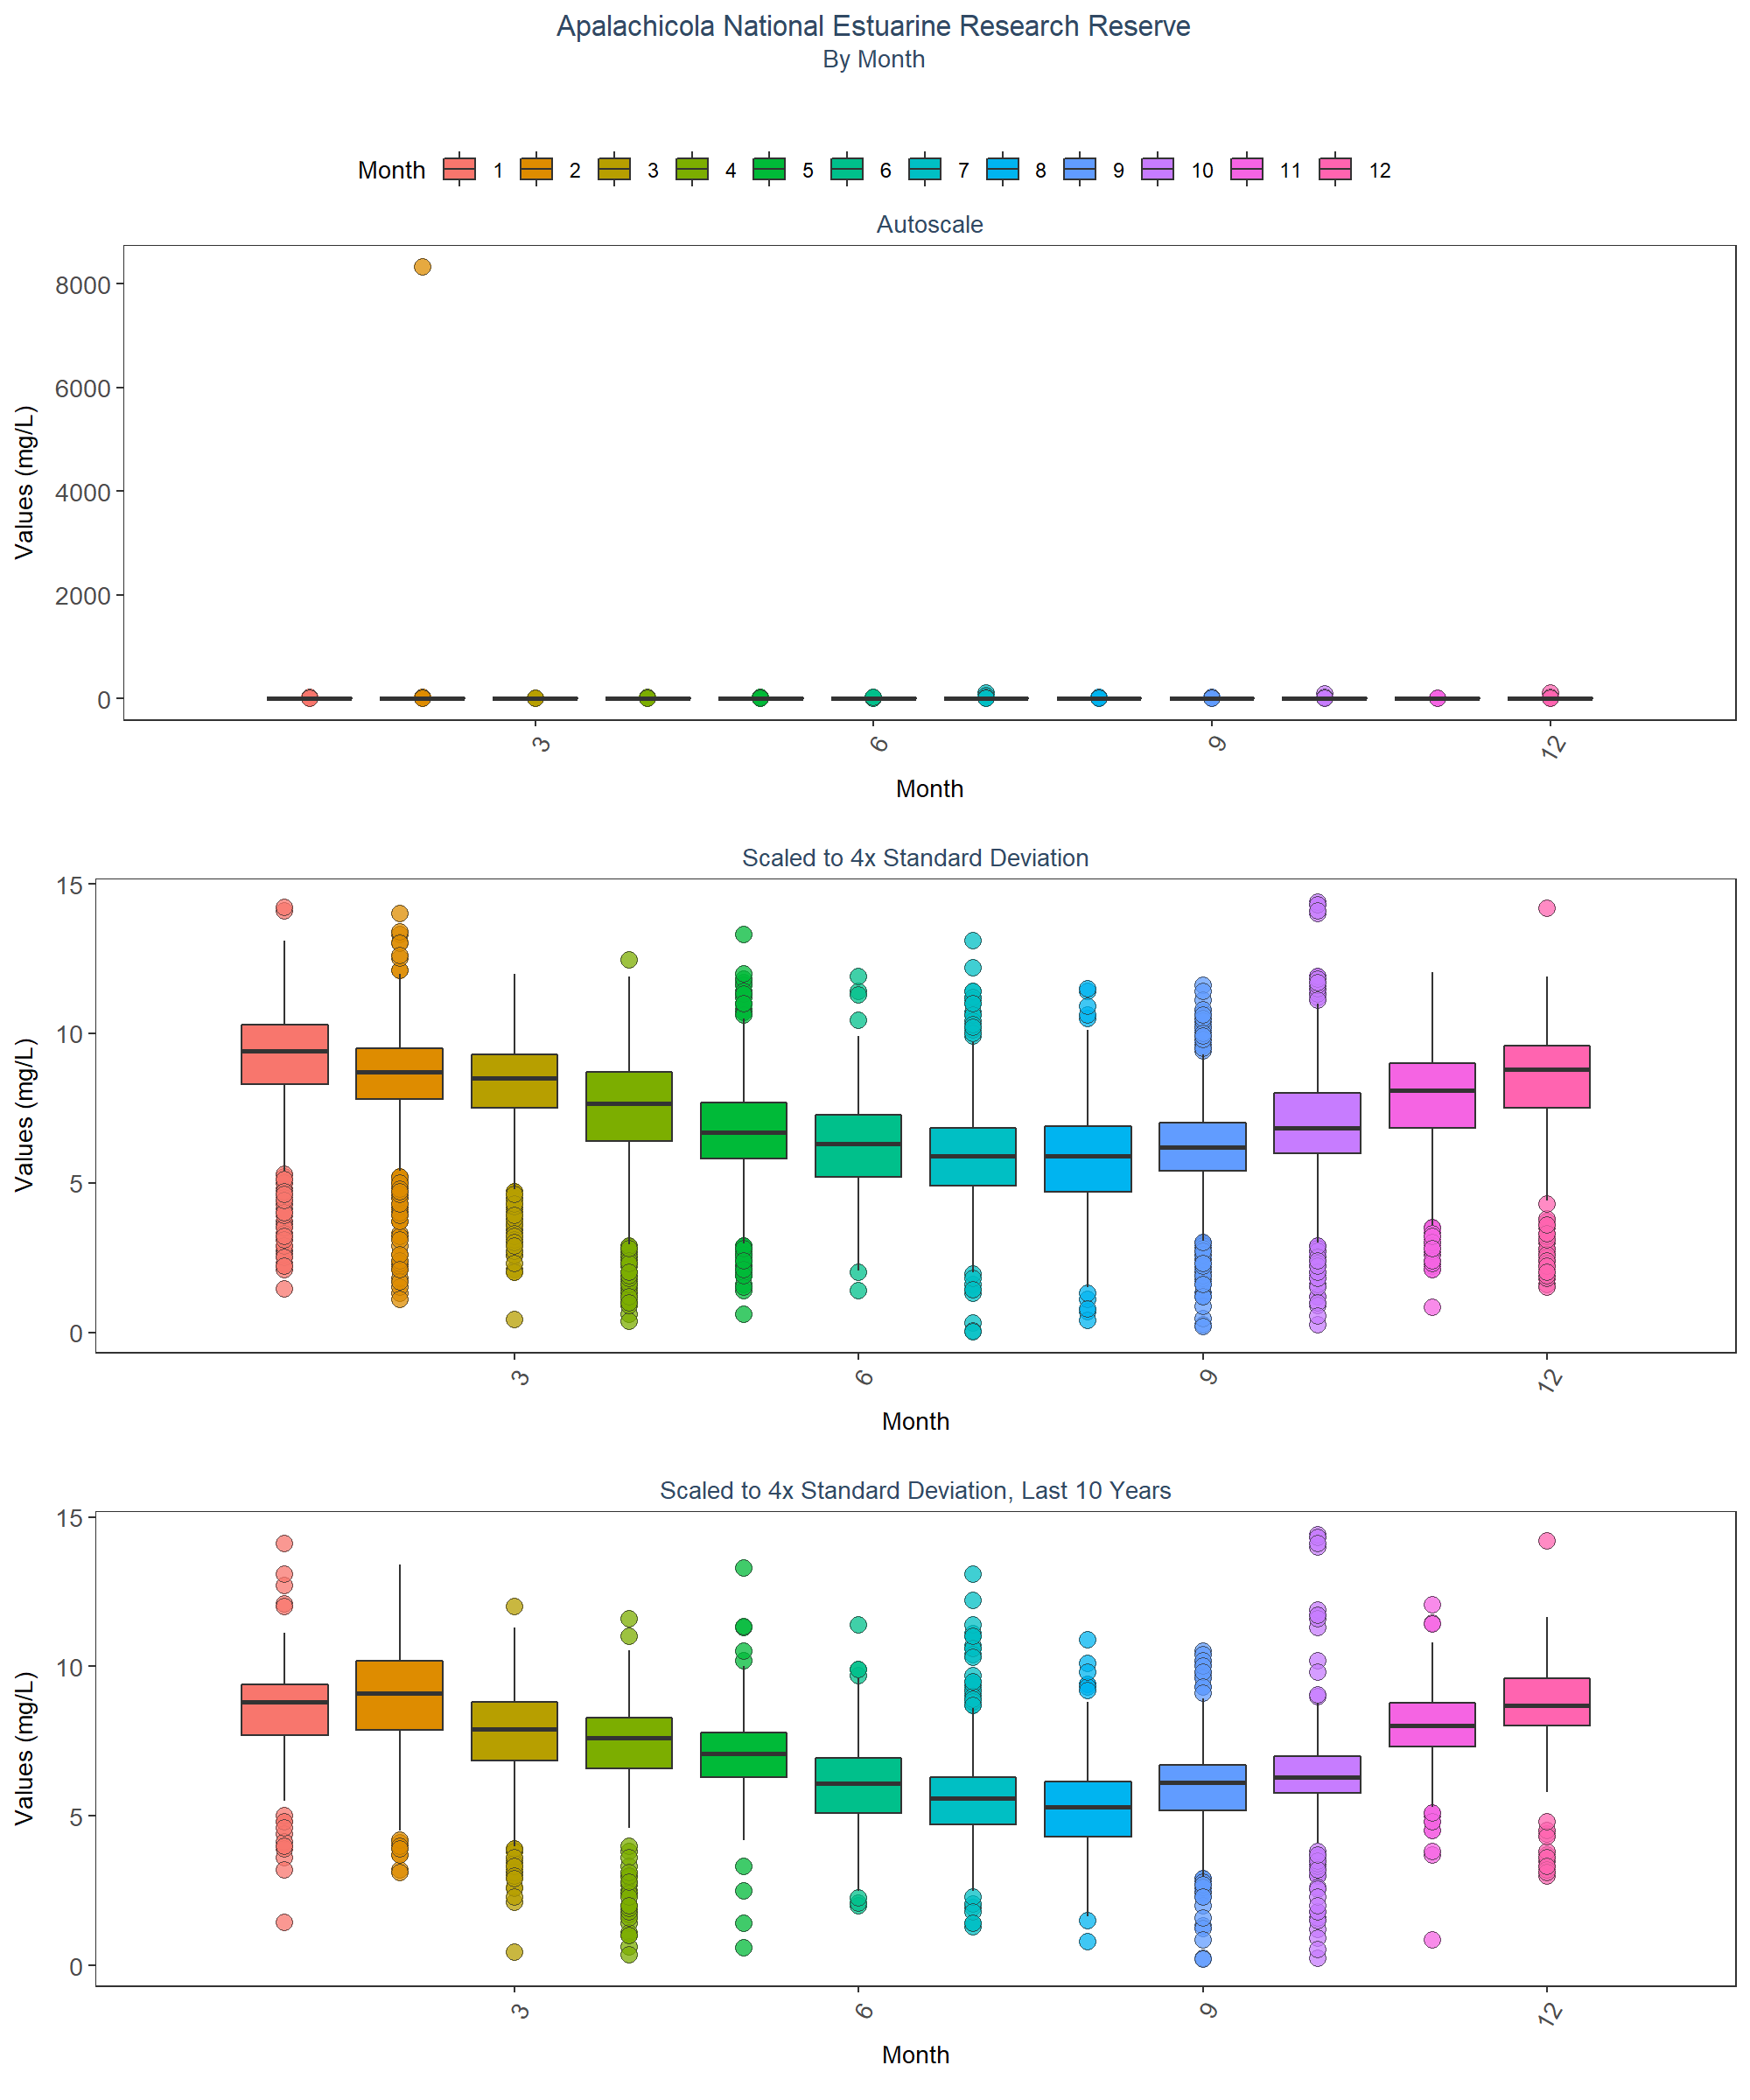 Apalachicola National Estuarine Research Reserve
By Month
Month 1 2 3 4 5 6 7 8 9 10 11 12
Autoscale
Values (mg/L)
8000
6000
4000
2000
0
3 6 9 12
Month
Scaled to 4x Standard Deviation
Values (mg/L)
15
10
5
0
3 6 9 12
Month
Scaled to 4x Standard Deviation, Last 10 Years
Values (mg/L)
15
10
5
0
3 6 9 12
Month